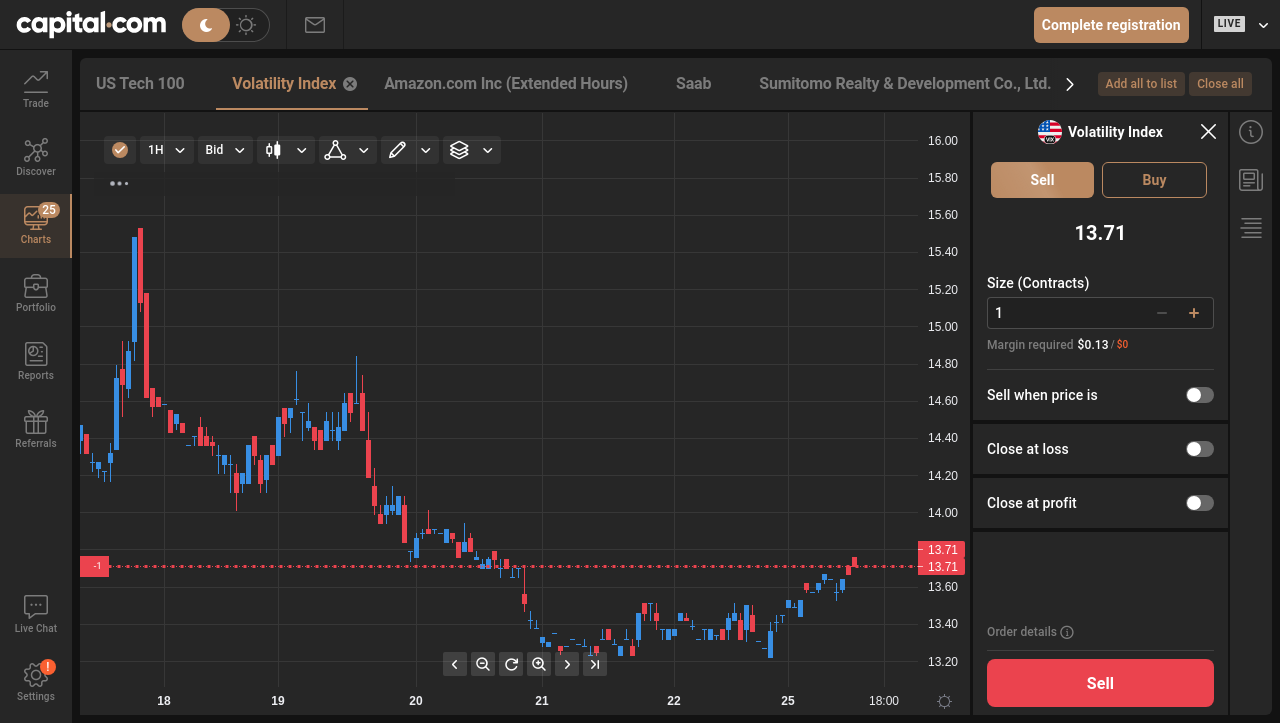 capital.com
Complete registration
LIVE
Trade
Discover
25
Charts
Portfolio
Reports
Referrals
Live Chat
!
Settings
US Tech 100
Volatility Index
Amazon.com Inc (Extended Hours)
Saab
Sumitomo Realty & Development Co., Ltd.
Add all to list
Close all
1H
Bid
16.00
15.80
15.60
15.40
15.20
15.00
14.80
14.60
14.40
14.20
14.00
13.71
13.71
13.60
13.40
13.20
-1
18
19
20
21
22
25
18:00
VIX
Volatility Index
Sell
Buy
13.71
Size (Contracts)
1
Margin required $0.13 / $0
Sell when price is
Close at loss
Close at profit
Order details
Sell